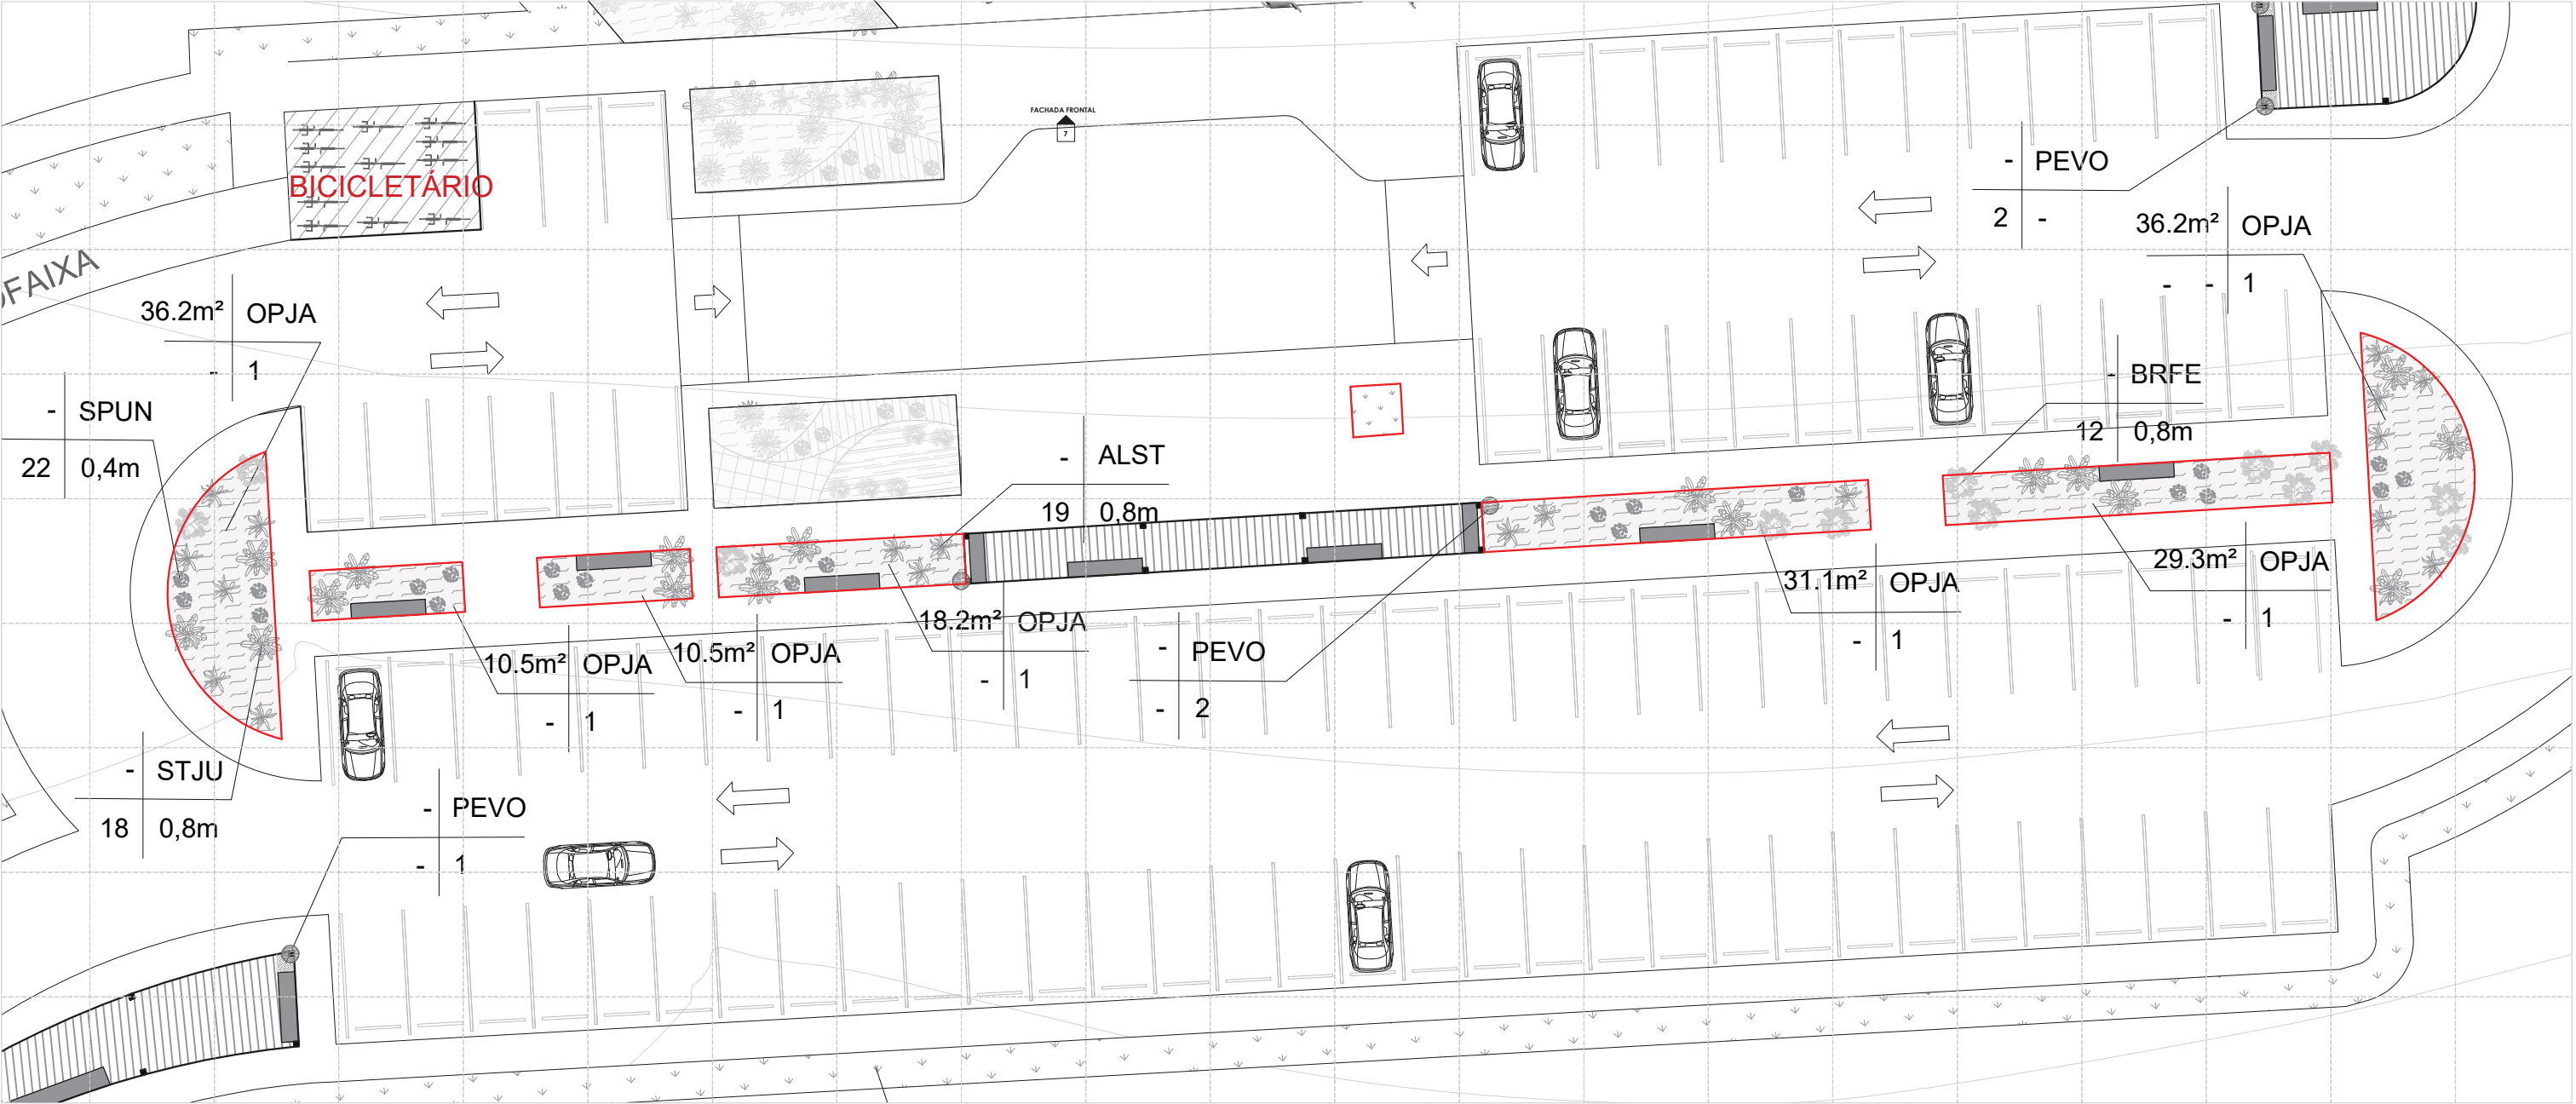 FACHADA FRONTAL
7
- PEVO
2 -
BICICLETÁRIO
36.2m² OPJA
- - 1
FAIXA
36.2m² OPJA
- 1
- BRFE
12 0,8m
- SPUN
22 0,4m
- ALST
19 0,8m
29.3m² OPJA
- 1
31.1m² OPJA
- 1
18.2m² OPJA
- 1
10.5m² OPJA
- 1
10.5m² OPJA
- 1
- PEVO
- 2
- STJU
18 0,8m
- PEVO
- 1